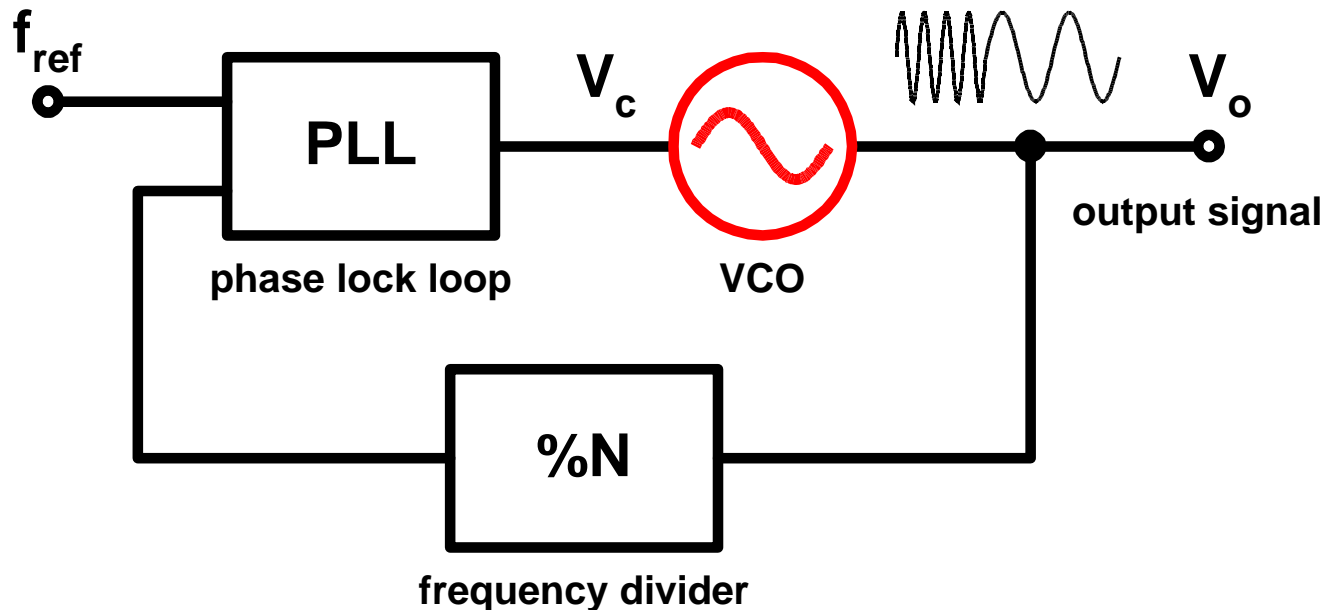 f_ref
PLL
phase lock loop
V_c
VCO
V_o
output signal
%N
frequency divider